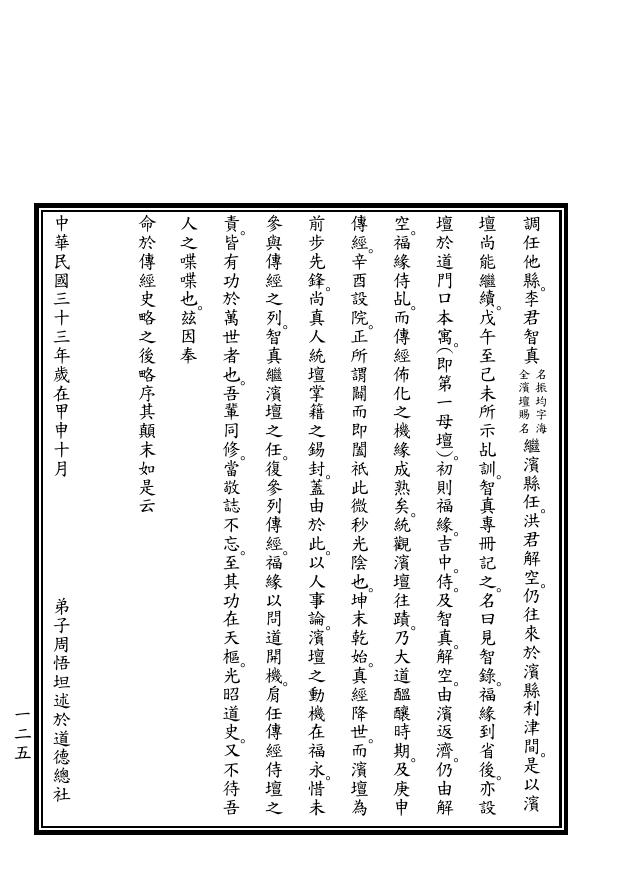 調任他縣。李君智真名振均字海全濱壇賜名繼濱縣任。洪君解空。仍往來於濱縣利津間。是以濱
壇尚能繼續。戊午至己未所示乩訓。智真專冊記之。名曰見智錄。福緣到省後。亦設
壇於道門口本寓。(即第一母壇)。初則福緣。吉中。侍。及智真。解空。由濱返濟。仍由解
空。福緣侍乩。而傳經佈化之機緣成熟矣。統觀濱壇往蹟。乃大道醞釀時期。及庚申
傳經。辛酉設院。正所謂闢而即闔祇此微秒光陰也。坤末乾始。真經降世。而濱壇為
前步先鋒。尚真人統壇掌籍之錫封。蓋由於此。以人事論。濱壇之動機在福永。惜未
參與傳經之列。智真繼濱壇之任。復參列傳經。福緣以問道開機。肩任傳經侍壇之
責。皆有功於萬世者也。吾輩同修。當敬誌不忘。至其功在天樞。光昭道史。又不待吾
人之喋喋也。茲因奉
命於傳經史略之後略序其顛末如是云
中華民國三十三年歲在甲申十月 弟子周悟坦述於道德總社
一二五